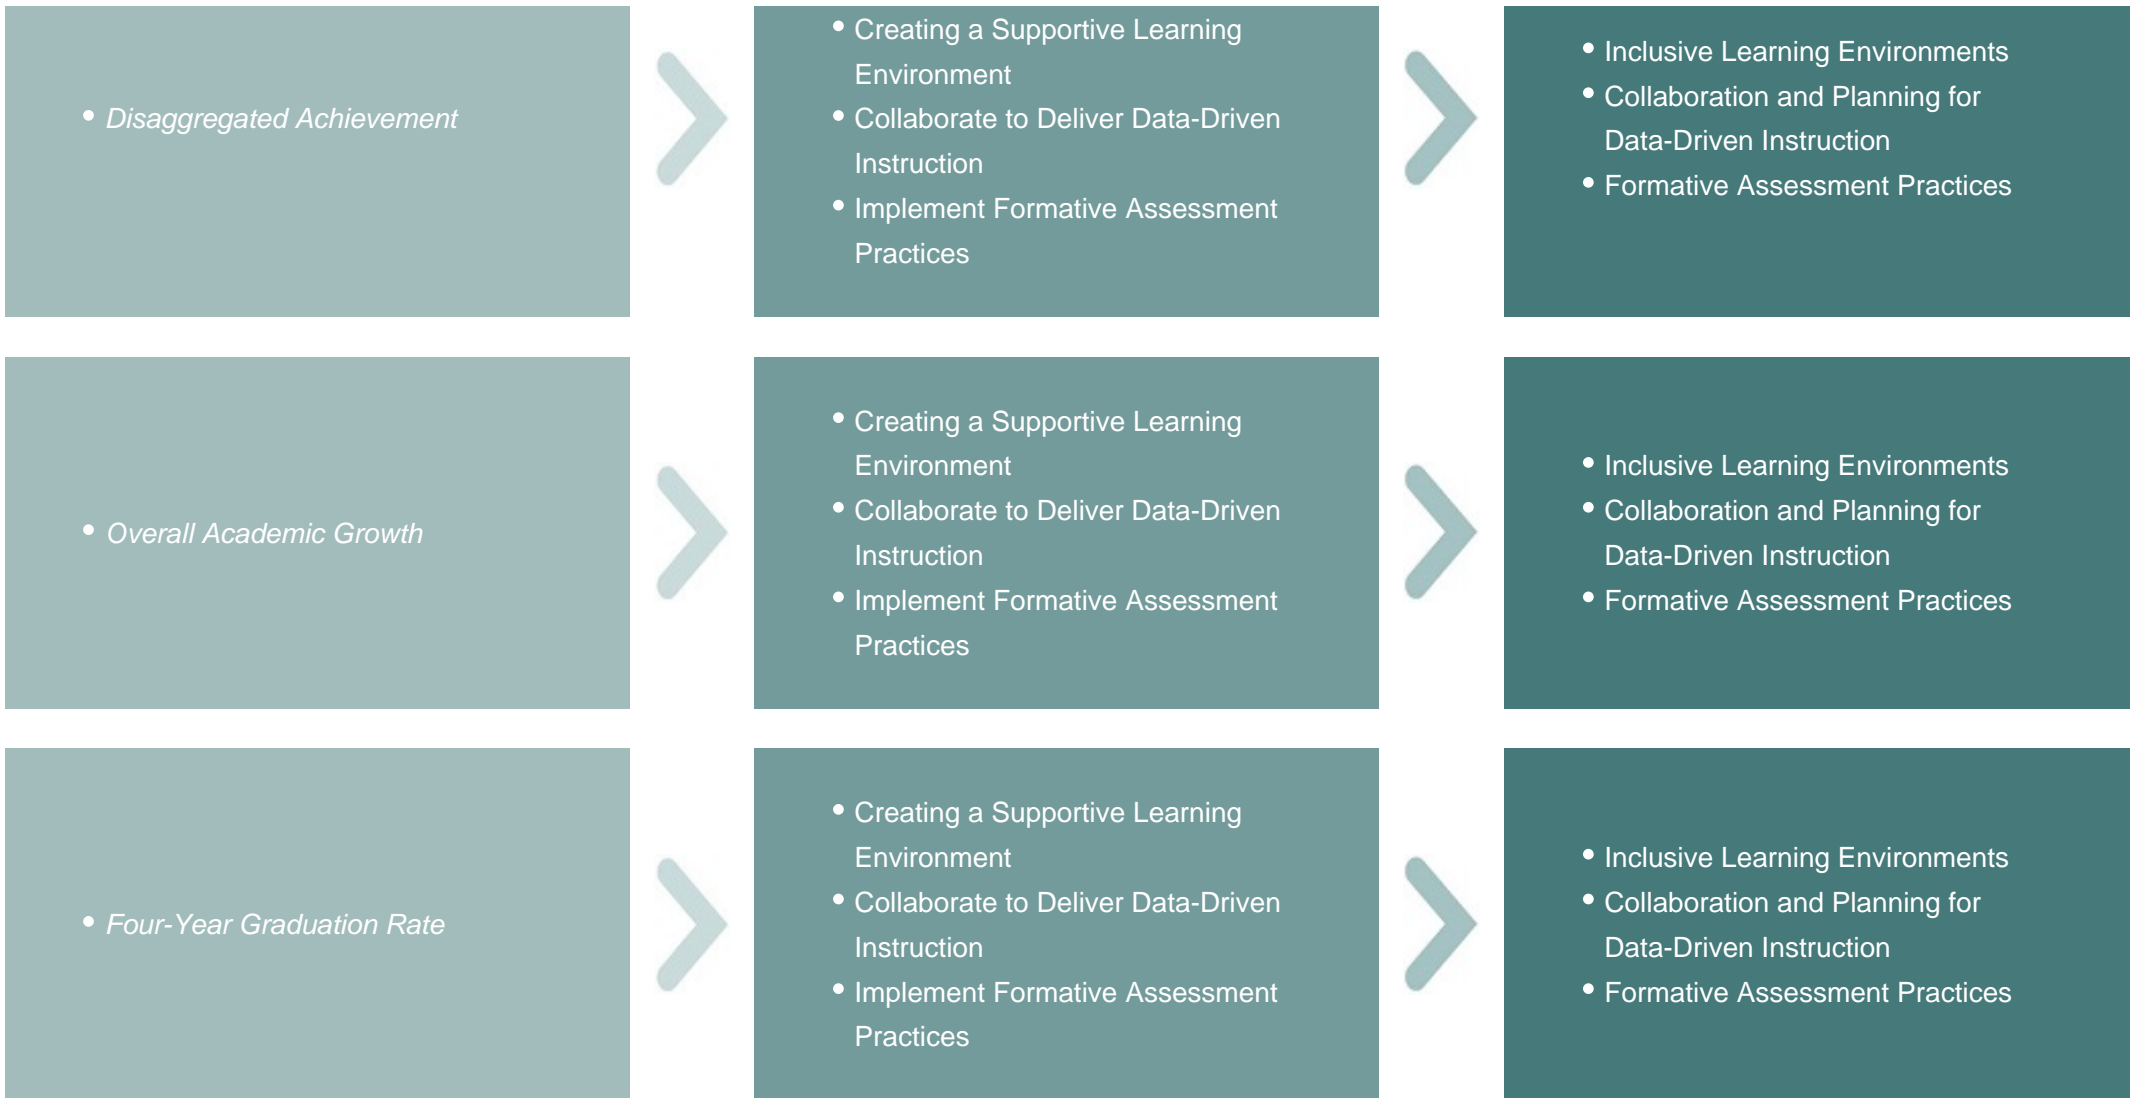 • Disaggregated Achievement
• Creating a Supportive Learning
Environment
• Collaborate to Deliver Data-Driven
Instruction
• Implement Formative Assessment
Practices
• Inclusive Learning Environments
• Collaboration and Planning for
Data-Driven Instruction
• Formative Assessment Practices
• Overall Academic Growth
• Creating a Supportive Learning
Environment
• Collaborate to Deliver Data-Driven
Instruction
• Implement Formative Assessment
Practices
• Inclusive Learning Environments
• Collaboration and Planning for
Data-Driven Instruction
• Formative Assessment Practices
• Four-Year Graduation Rate
• Creating a Supportive Learning
Environment
• Collaborate to Deliver Data-Driven
Instruction
• Implement Formative Assessment
Practices
• Inclusive Learning Environments
• Collaboration and Planning for
Data-Driven Instruction
• Formative Assessment Practices